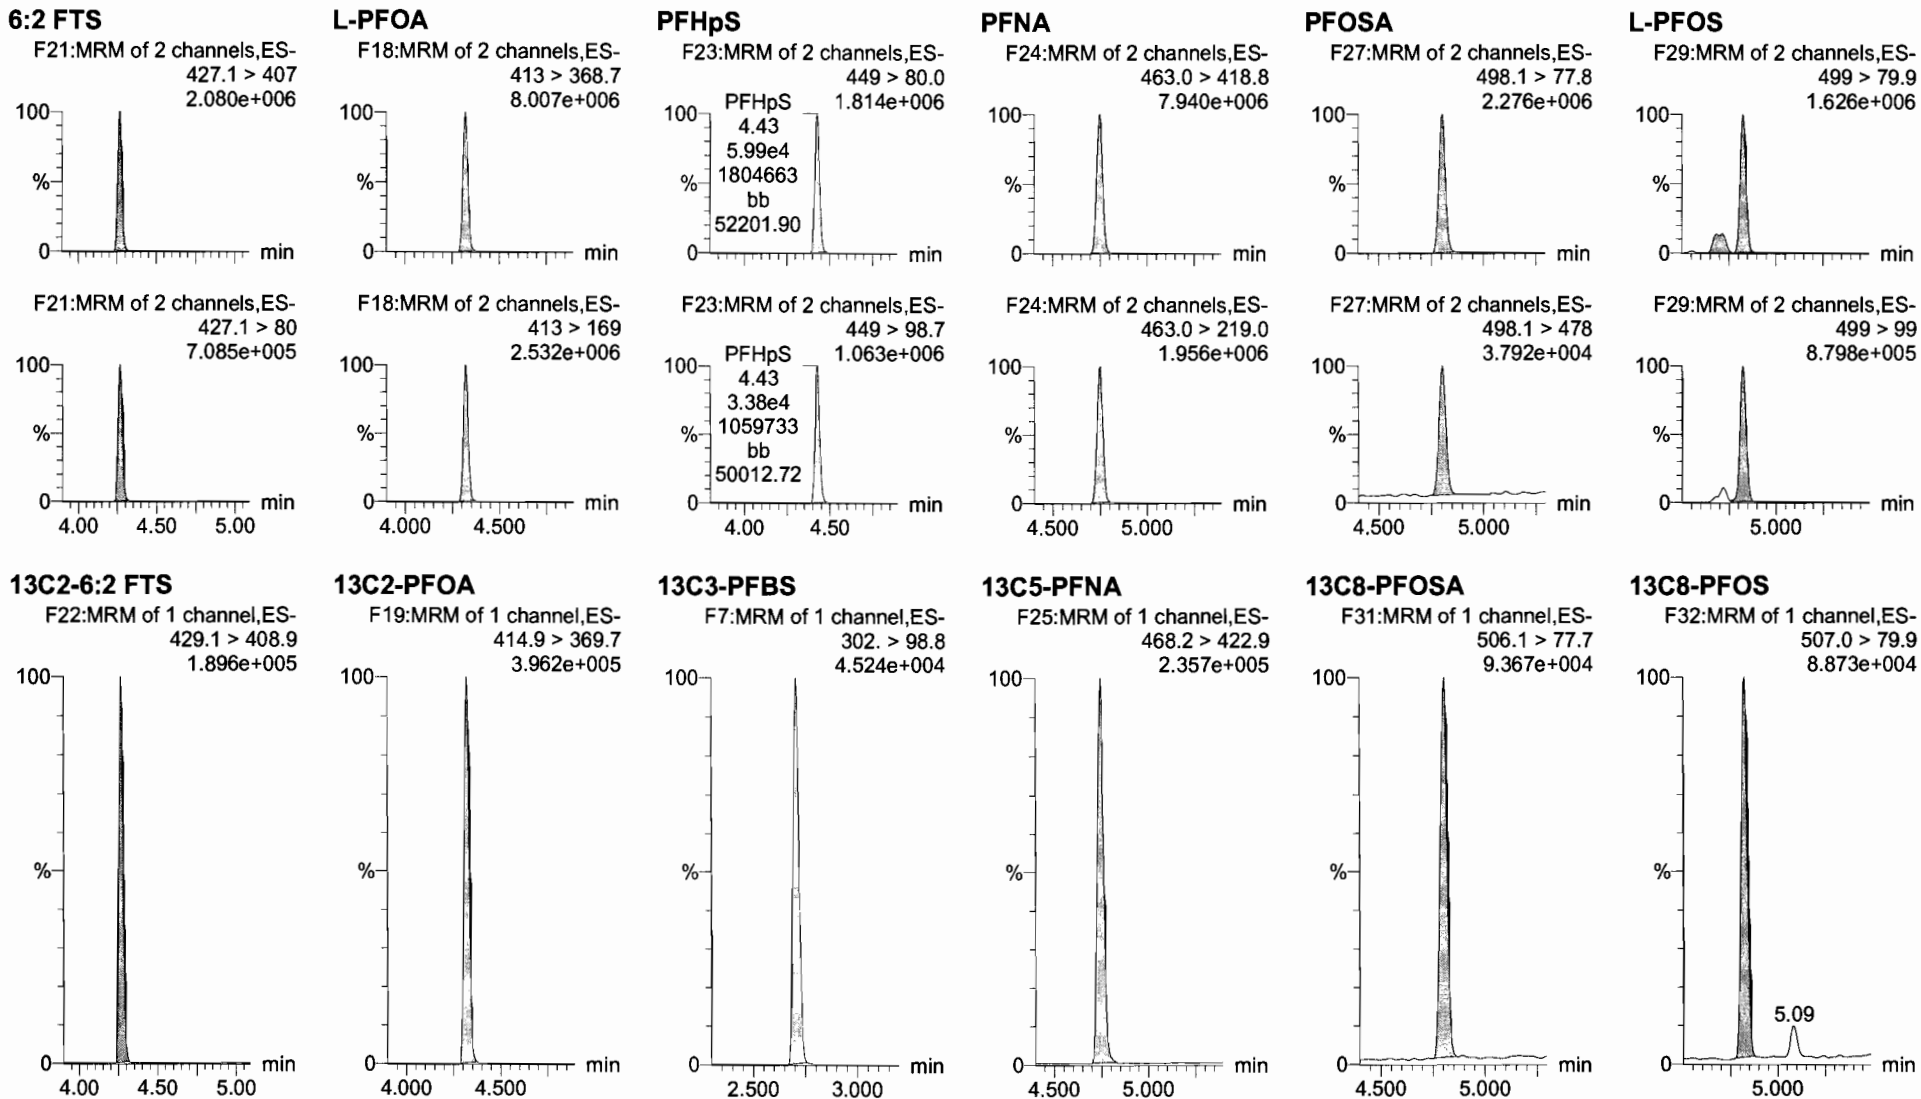 6:2 FTS
F21:MRM of 2 channels,ES-
427.1 > 407
2.080e+006
100
%
0
min
L-PFOA
F18:MRM of 2 channels,ES-
413 > 368.7
8.007e+006
100
%
0
min
PFHpS
F23:MRM of 2 channels,ES-
449 > 80.0
1.814e+006
PFHpS
4.43
5.99e4
1804663
bb
52201.90
100
%
0
min
PFNA
F24:MRM of 2 channels,ES-
463.0 > 418.8
7.940e+006
100
%
0
min
PFOSA
F27:MRM of 2 channels,ES-
498.1 > 77.8
2.276e+006
100
%
0
min
L-PFOS
F29:MRM of 2 channels,ES-
499 > 79.9
1.626e+006
100
%
0
min
F21:MRM of 2 channels,ES-
427.1 > 80
7.085e+005
100
%
0
min
4.00 4.50 5.00
F18:MRM of 2 channels,ES-
413 > 169
2.532e+006
100
%
0
min
4.000 4.500
F23:MRM of 2 channels,ES-
449 > 98.7
1.063e+006
PFHpS
4.43
3.38e4
1059733
bb
50012.72
100
%
0
min
4.00 4.50
F24:MRM of 2 channels,ES-
463.0 > 219.0
1.956e+006
100
%
0
min
4.500 5.000
F27:MRM of 2 channels,ES-
498.1 > 478
3.792e+004
100
%
0
min
4.500 5.000
F29:MRM of 2 channels,ES-
499 > 99
8.798e+005
100
%
0
min
5.000
13C2-6:2 FTS
F22:MRM of 1 channel,ES-
429.1 > 408.9
1.896e+005
100
%
0
min
4.00 4.50 5.00
13C2-PFOA
F19:MRM of 1 channel,ES-
414.9 > 369.7
3.962e+005
100
%
0
min
4.000 4.500
13C3-PFBS
F7:MRM of 1 channel,ES-
302. > 98.8
4.524e+004
100
%
0
min
2.500 3.000
13C5-PFNA
F25:MRM of 1 channel,ES-
468.2 > 422.9
2.357e+005
100
%
0
min
4.500 5.000
13C8-PFOSA
F31:MRM of 1 channel,ES-
506.1 > 77.7
9.367e+004
100
%
0
min
4.500 5.000
13C8-PFOS
F32:MRM of 1 channel,ES-
507.0 > 79.9
8.873e+004
100
%
5.09
0
min
5.000